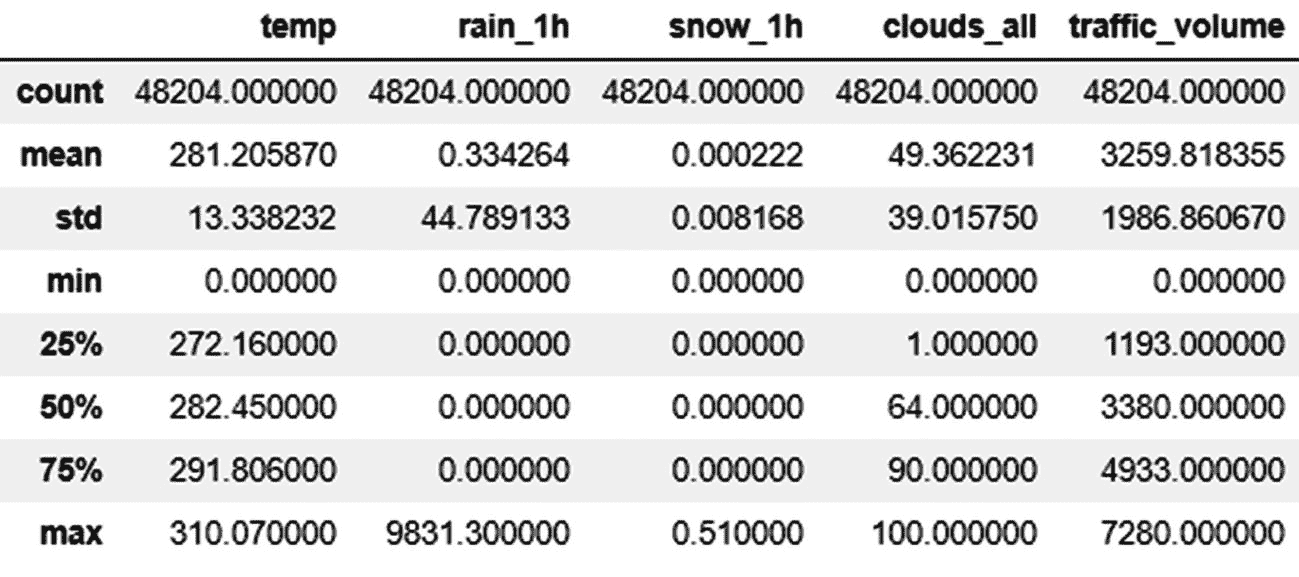 temp rain_1h snow_1h clouds_all traffic_volume
count 48204.000000 48204.000000 48204.000000 48204.000000 48204.000000
mean 281.205870 0.334264 0.000222 49.362231 3259.818355
std 13.338232 44.789133 0.008168 39.015750 1986.860670
min 0.000000 0.000000 0.000000 0.000000 0.000000
25% 272.160000 0.000000 0.000000 1.000000 1193.000000
50% 282.450000 0.000000 0.000000 64.000000 3380.000000
75% 291.806000 0.000000 0.000000 90.000000 4933.000000
max 310.070000 9831.300000 0.510000 100.000000 7280.000000